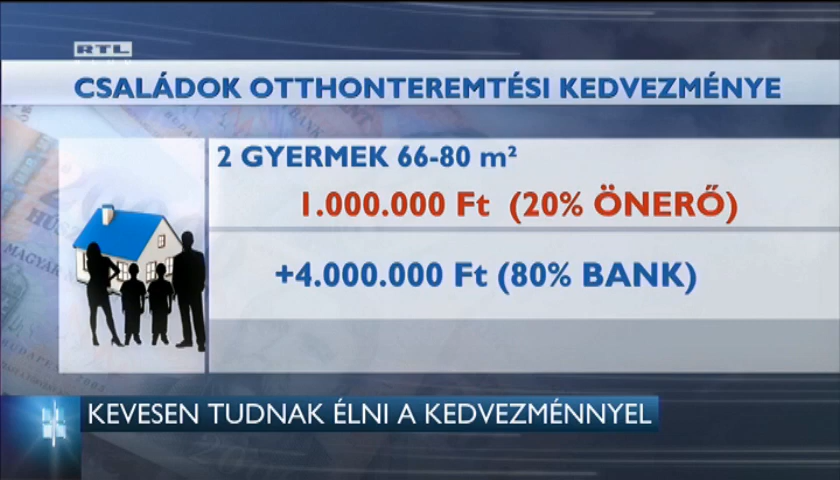 RTL
CSALÁDOK OTTHONTEREMTÉSI KEDVEZMÉNYE
2 GYERMEK 66-80 m²
1.000.000 Ft (20% ÖNERŐ)
+4.000.000 Ft (80% BANK)
KEVESEN TUDNAK ÉLNI A KEDVEZMÉNNYEL